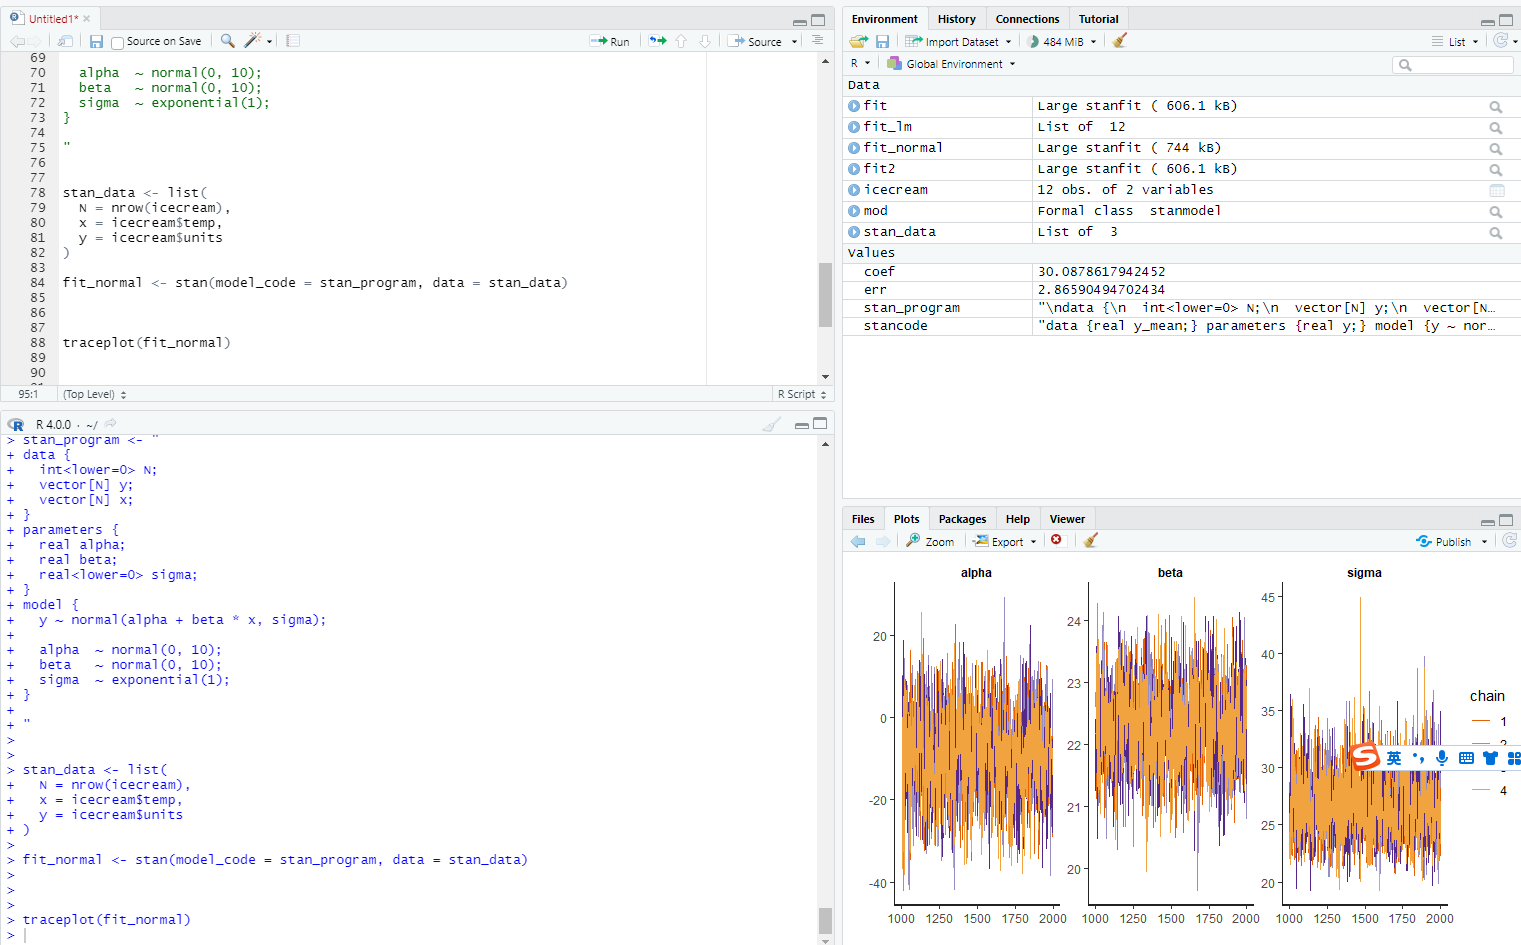 Untitled1*
Source on Save
Run
Source
69
70 alpha ~ normal(0, 10);
71 beta ~ normal(0, 10);
72 sigma ~ exponential(1);
73 }
74
75 "
76
77
78 stan_data <- list(
79 N = nrow(icecream),
80 x = icecream$temp,
81 y = icecream$units
82 )
83
84 fit_normal <- stan(model_code = stan_program, data = stan_data)
85
86
87
88 traceplot(fit_normal)
89
90
95:1 (Top Level) R Script
R 4.0.0 · ~/
> stan_program <- "
+ data {
+ int<lower=0> N;
+ vector[N] y;
+ vector[N] x;
+ }
+ parameters {
+ real alpha;
+ real beta;
+ real<lower=0> sigma;
+ }
+ model {
+ y ~ normal(alpha + beta * x, sigma);
+
+ alpha ~ normal(0, 10);
+ beta ~ normal(0, 10);
+ sigma ~ exponential(1);
+ }
+
+ "
>
>
> stan_data <- list(
+ N = nrow(icecream),
+ x = icecream$temp,
+ y = icecream$units
+ )
>
> fit_normal <- stan(model_code = stan_program, data = stan_data)
>
>
>
> traceplot(fit_normal)
>
Environment History Connections Tutorial
Import Dataset 484 MiB List
R Global Environment
Data
fit Large stanfit ( 606.1 kB)
fit_lm List of 12
fit_normal Large stanfit ( 744 kB)
fit2 Large stanfit ( 606.1 kB)
icecream 12 obs. of 2 variables
mod Formal class stanmodel
stan_data List of 3
Values
coef 30.0878617942452
err 2.86590494702434
stan_program "\ndata {\n int<lower=0> N;\n vector[N] y;\n vector[N…
stancode "data {real y_mean;} parameters {real y;} model {y ~ nor…
Files Plots Packages Help Viewer
Zoom Export Publish
alpha
20
0
-20
-40
1000 1250 1500 1750 2000
beta
24
23
22
21
20
1000 1250 1500 1750 2000
sigma
45
40
35
30
25
20
1000 1250 1500 1750 2000
chain
1
2
4
英